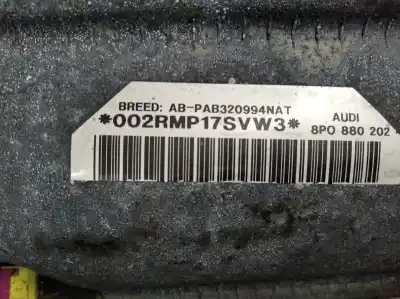 BREED: AB-PAB320994NAT
*002RMP17SVW3*
AUDI
8P0 880 202